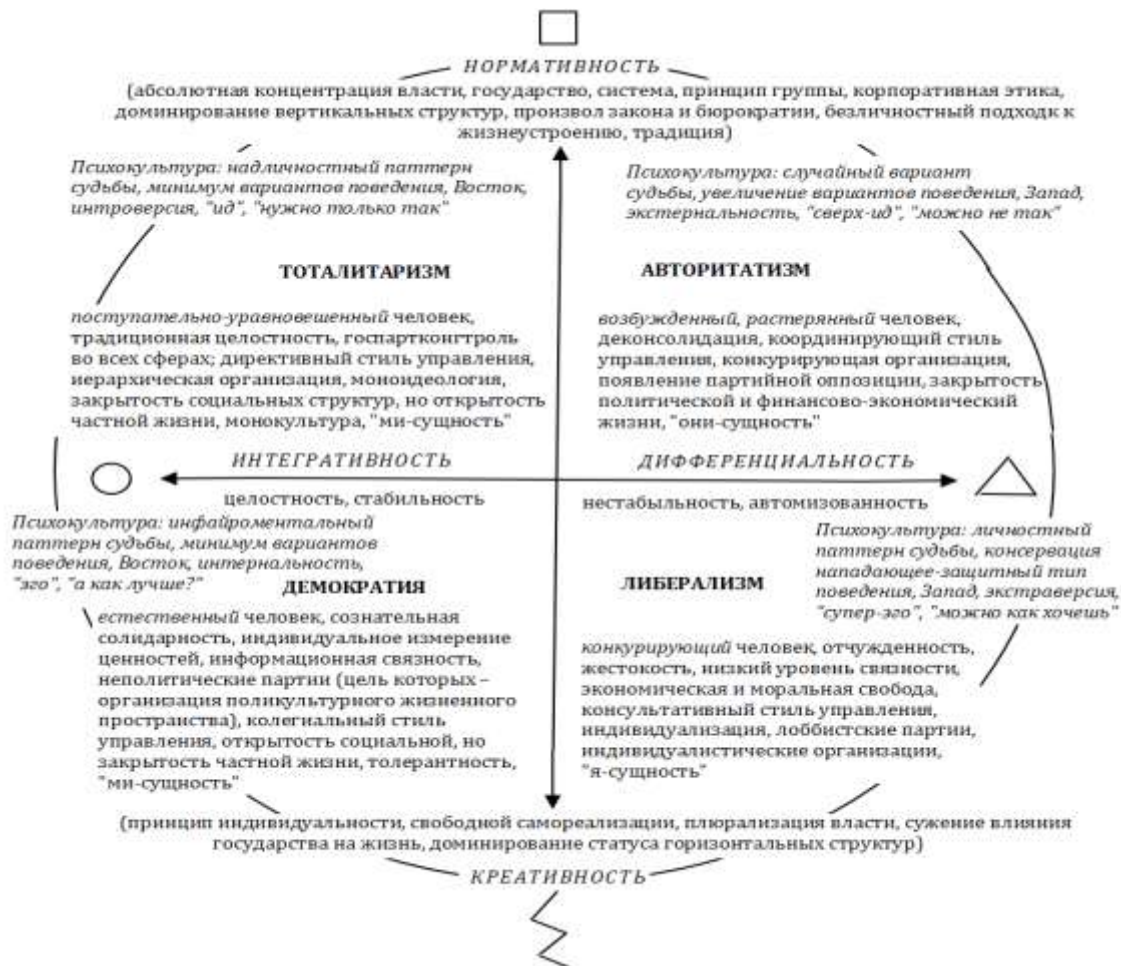 НОРМАТИВНОСТЬ
(абсолютная концентрация власти, государство, система, принцип группы, корпоративная этика,
доминирование вертикальных структур, произвол закона и бюрократии, безличностный подходк к
жизнеустроению, традиция)
Психокультура: надличностный паттерн
судьбы, минимум вариантов поведения, Восток,
интроверсия, "ид", "нужно только так"
Психокультура: случайный вариант
судьбы, увеличение вариантов поведения, Запад,
экстернальность, "сверх-ид", "можно не так"
ТОТАЛИТАРИЗМ
поступательно-уравновешенный человек,
традиционная целостность, госпартконгтроль
во всех сферах; директивный стиль управления,
иерархическая организация, моноидеология,
закрытость социальных структур, но открытость
частной жизни, монокультура, "ми-сущность"
АВТОРИТАТИЗМ
возбужденный, растерянный человек,
деконсолидация, координирующий стиль
управления, конкурирующая организация,
появление партийной оппозиции, закрытость
политической и финансово-экономический
жизни, "они-сущность"
ИНТЕГРАТИВНОСТЬ
целостность, стабильность
ДИФФЕРЕНЦИАЛЬНОСТЬ
нестабыльность, автомизованность
Психокультура: инфайроментальный
паттерн судьбы, минимум вариантов
поведения, Восток, интернальность,
"эго", "а как лучше?"
Психокультура: личностный
паттерн судьбы, консервация
нападающее-защитный тип
поведения, Запад, экстраверсия,
"супер-эго", "можно как хочешь"
ДЕМОКРАТИЯ
естественный человек, сознательная
солидарность, индивидуальное измерение
ценностей, информационная связность,
неполитические партии (цель которых –
организация поликультурного жизненного
пространства), колегиальный стиль
управления, открытость социальной, но
закрытость частной жизни, толерантность,
"ми-сущность"
ЛИБЕРАЛИЗМ
конкурирующий человек, отчужденность,
жестокость, низкий уровень связности,
экономическая и моральная свобода,
консультативный стиль управления,
индивидуализация, лоббистские партии,
индивидуалистические организации,
"я-сущность"
(принцип индивидуальности, свободной самореализации, плюрализация власти, сужение влияния
государства на жизнь, доминирование статуса горизонтальных структур)
КРЕАТИВНОСТЬ